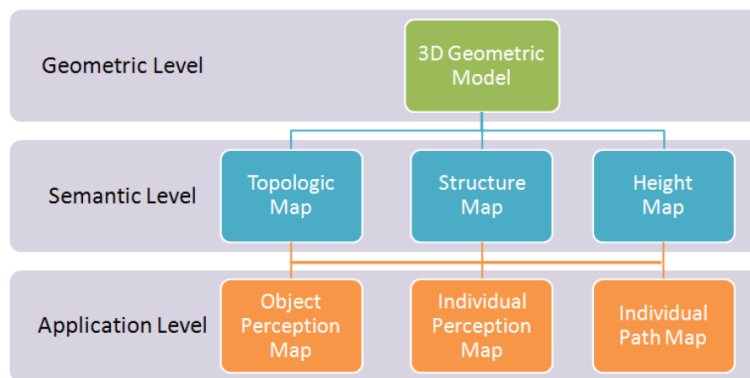 Geometric Level
3D Geometric
Model
Semantic Level
Topologic
Map
Structure
Map
Height
Map
Application Level
Object
Perception
Map
Individual
Perception
Map
Individual
Path Map